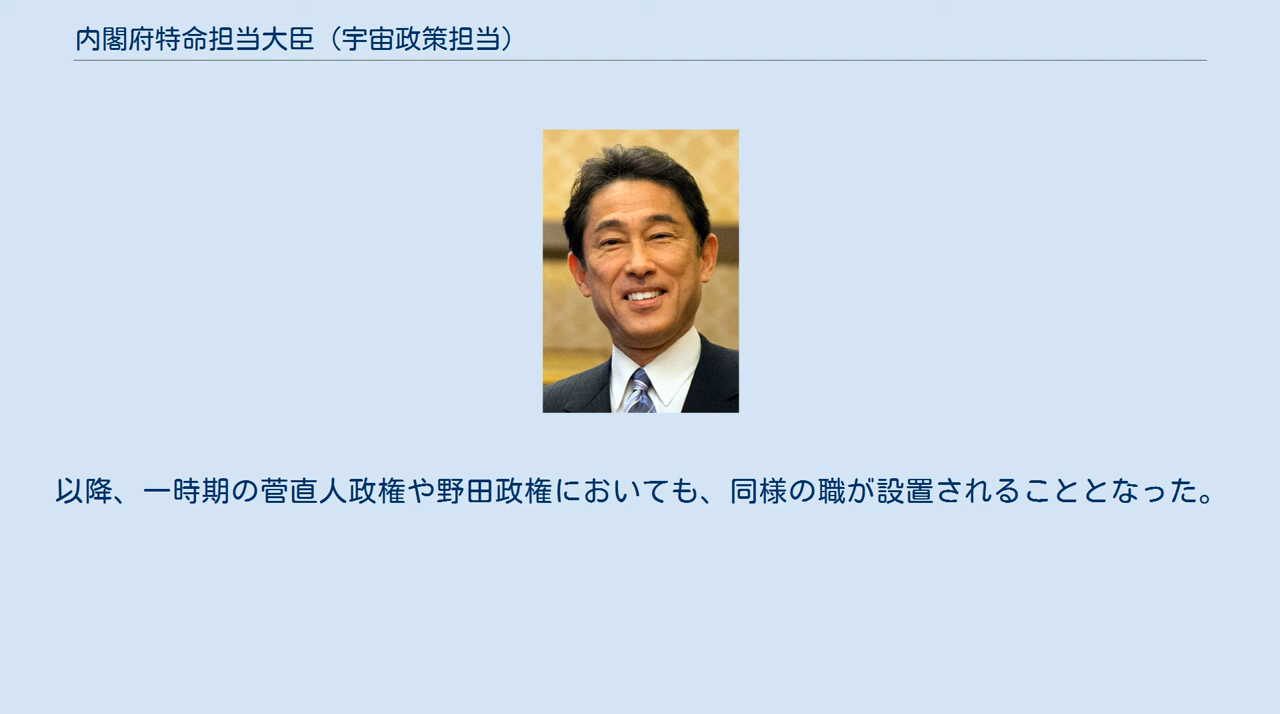 内閣府特命担当大臣（宇宙政策担当）
以降、一時期の菅直人政権や野田政権においても、同様の職が設置されることとなった。